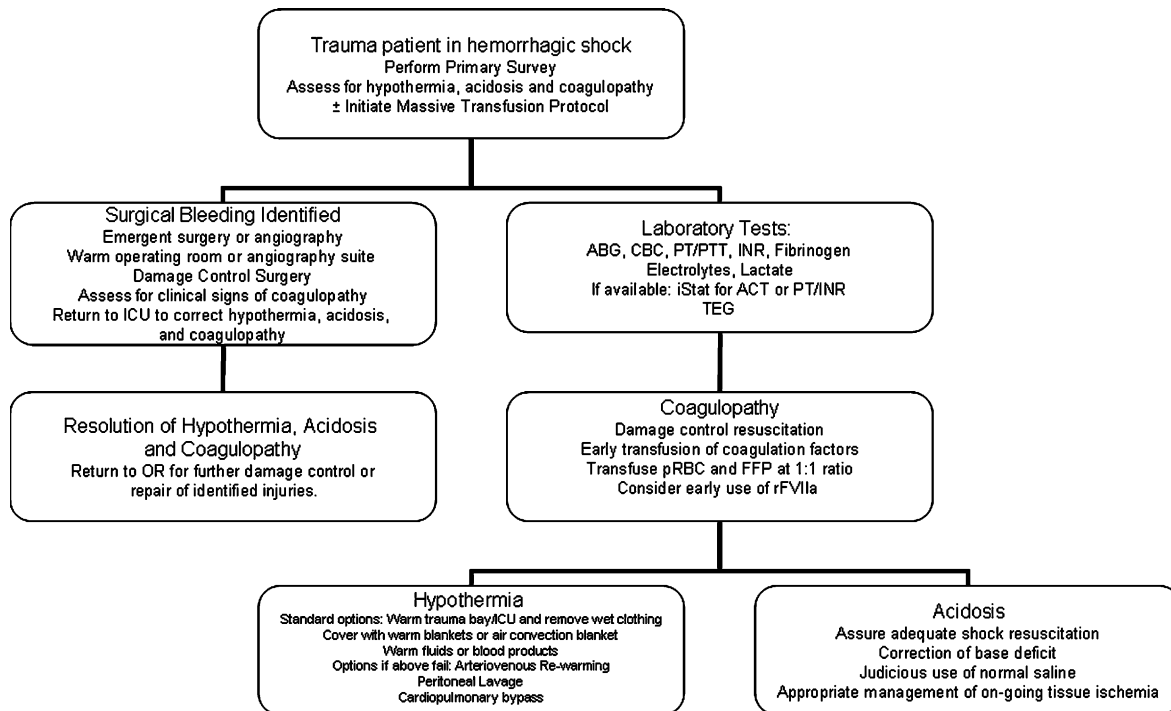 Trauma patient in hemorrhagic shock
Perform Primary Survey
Assess for hypothermia, acidosis and coagulopathy
± Initiate Massive Transfusion Protocol
Surgical Bleeding Identified
Emergent surgery or angiography
Warm operating room or angiography suite
Damage Control Surgery
Assess for clinical signs of coagulopathy
Return to ICU to correct hypothermia, acidosis,
and coagulopathy
Laboratory Tests:
ABG, CBC, PT/PTT, INR, Fibrinogen
Electrolytes, Lactate
If available: iStat for ACT or PT/INR
TEG
Resolution of Hypothermia, Acidosis
and Coagulopathy
Return to OR for further damage control or
repair of identified injuries.
Coagulopathy
Damage control resuscitation
Early transfusion of coagulation factors
Transfuse pRBC and FFP at 1:1 ratio
Consider early use of rFVIIa
Hypothermia
Standard options: Warm trauma bay/ICU and remove wet clothing
Cover with warm blankets or air convection blanket
Warm fluids or blood products
Options if above fail: Arteriovenous Re-warming
Peritoneal Lavage
Cardiopulmonary bypass
Acidosis
Assure adequate shock resuscitation
Correction of base deficit
Judicious use of normal saline
Appropriate management of on-going tissue ischemia